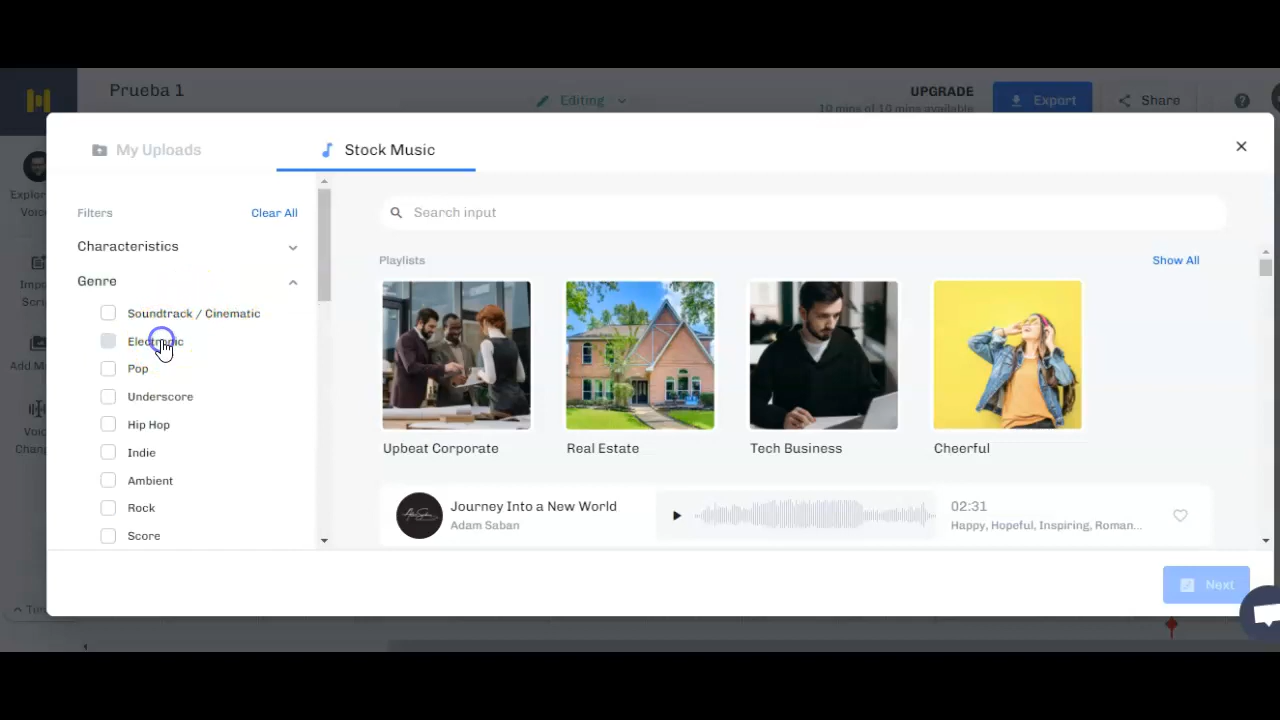 Prueba 1
Editing
UPGRADE
10 mins of 10 mins available
Export
Share
My Uploads
Stock Music
Filters
Clear All
Characteristics
Genre
Soundtrack / Cinematic
Electronic
Pop
Underscore
Hip Hop
Indie
Ambient
Rock
Score
Search input
Playlists
Show All
Upbeat Corporate
Real Estate
Tech Business
Cheerful
Journey Into a New World
Adam Saban
02:31
Happy, Hopeful, Inspiring, Roman...
Next